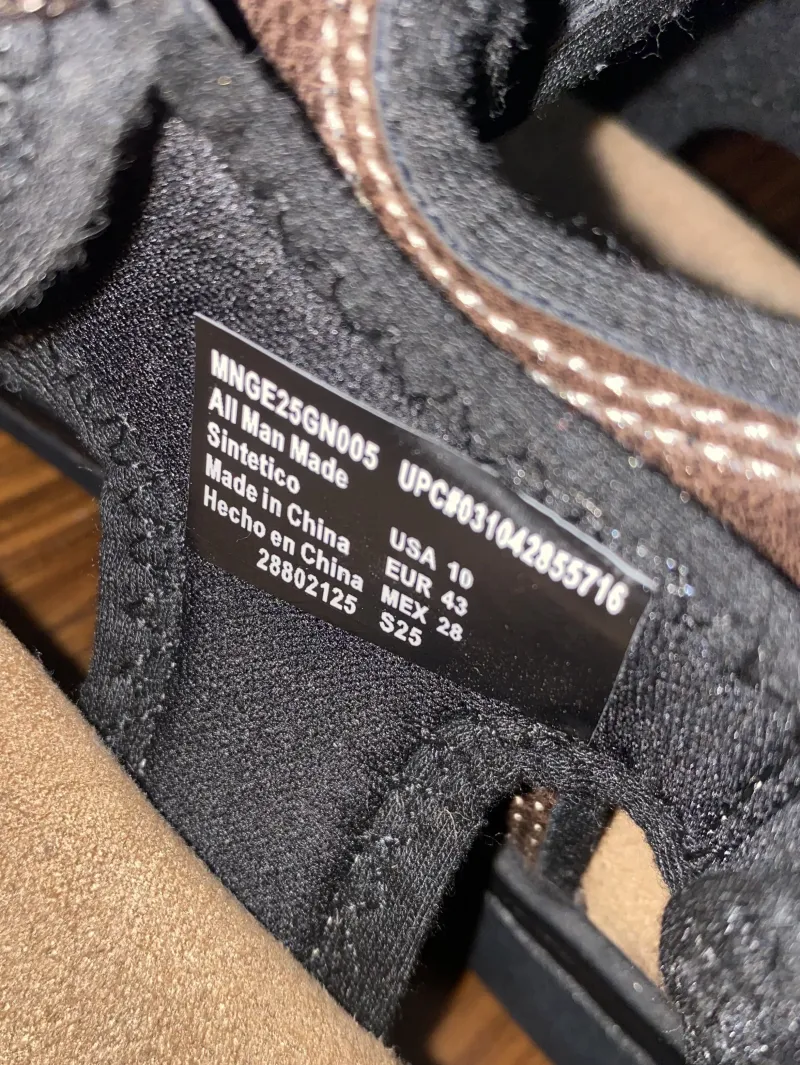 MNGE25GN005
All Man Made
Sintetico
Made in China
Hecho en China
28802125
UPC#031042855716
USA 10
EUR 43
MEX 28
S25